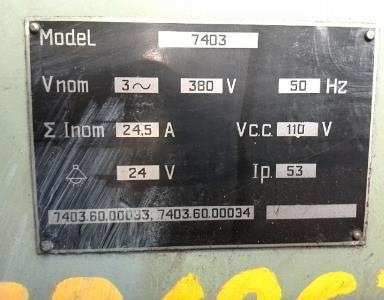 Model 7403
Vnom 3~ 380 V 50 Hz
Σ Inom 24.5 A Vc.c. 110 V
24 V Ip. 53
7403.60.00033, 7403.60.00034